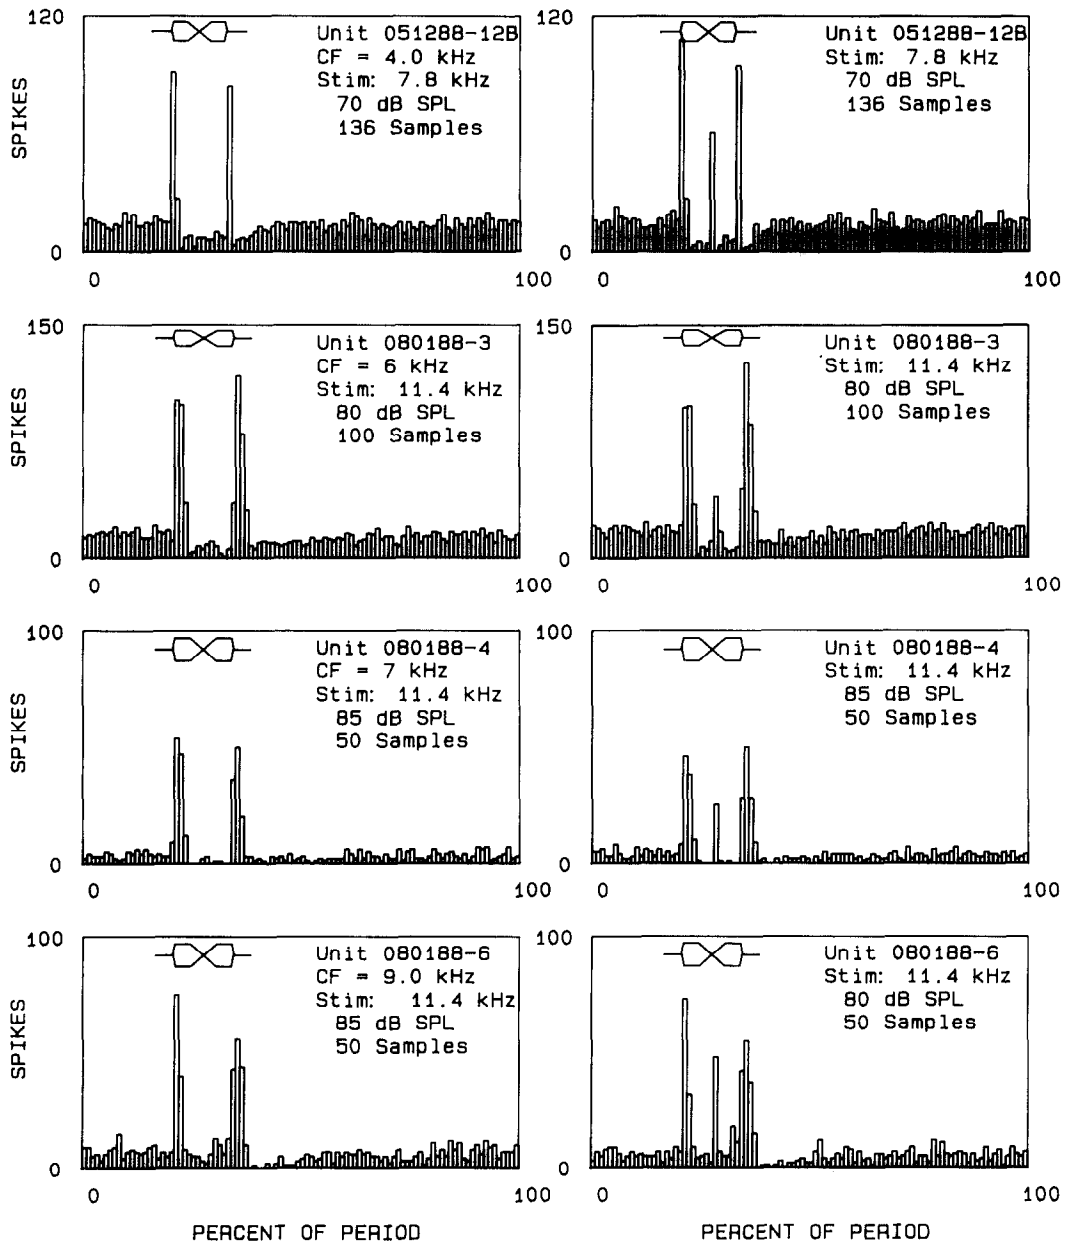 120
SPIKES
0
0 100
Unit 051288-12B
CF = 4.0 kHz
Stim: 7.8 kHz
70 dB SPL
136 Samples
120
0
0 100
Unit 051288-12B
Stim: 7.8 kHz
70 dB SPL
136 Samples
150
SPIKES
0
0 100
Unit 080188-3
CF = 6 kHz
Stim: 11.4 kHz
80 dB SPL
100 Samples
150
0
0 100
Unit 080188-3
Stim: 11.4 kHz
80 dB SPL
100 Samples
100
SPIKES
0
0 100
Unit 080188-4
CF = 7 kHz
Stim: 11.4 kHz
85 dB SPL
50 Samples
100
0
0 100
Unit 080188-4
Stim: 11.4 kHz
85 dB SPL
50 Samples
100
SPIKES
0
0 100
Unit 080188-6
CF = 9.0 kHz
Stim: 11.4 kHz
85 dB SPL
50 Samples
PERCENT OF PERIOD
100
0
0 100
Unit 080188-6
Stim: 11.4 kHz
80 dB SPL
50 Samples
PERCENT OF PERIOD